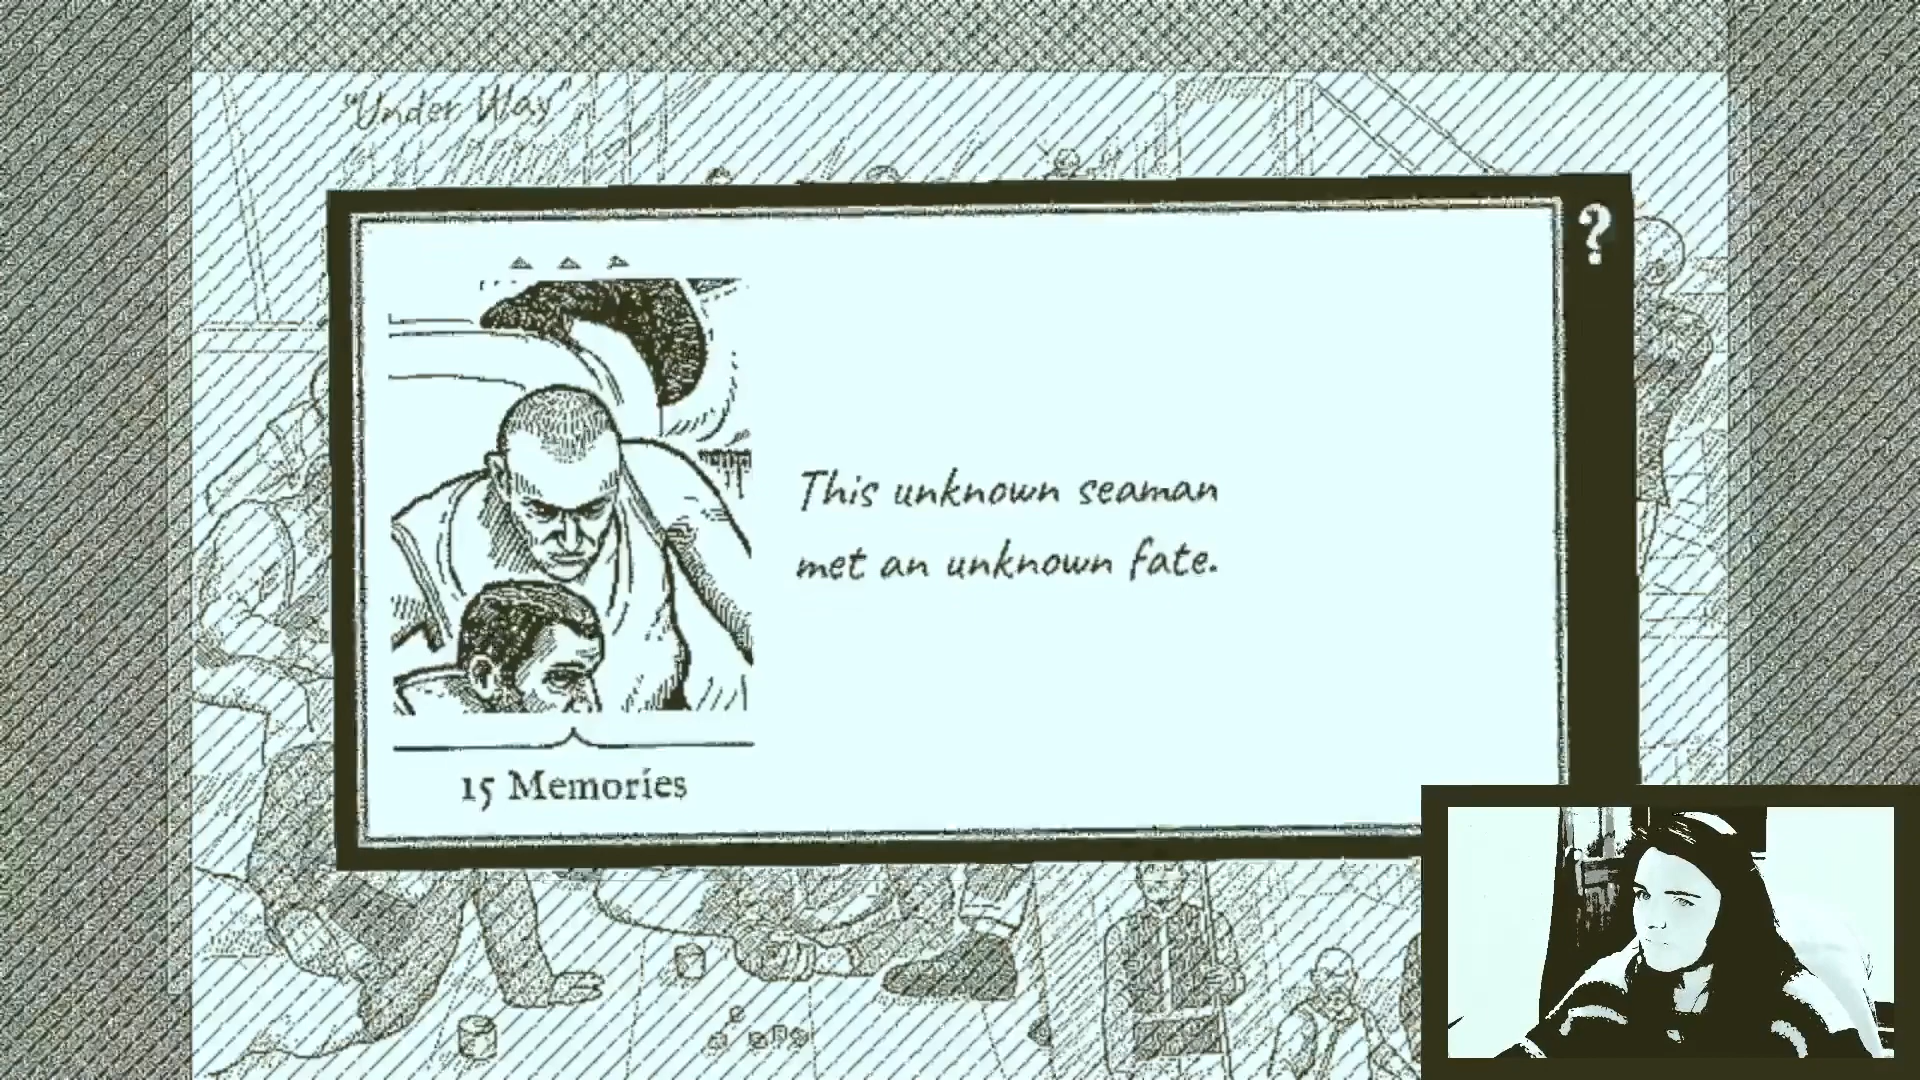 "Under Way"
?
This unknown seaman
met an unknown fate.
15 Memories